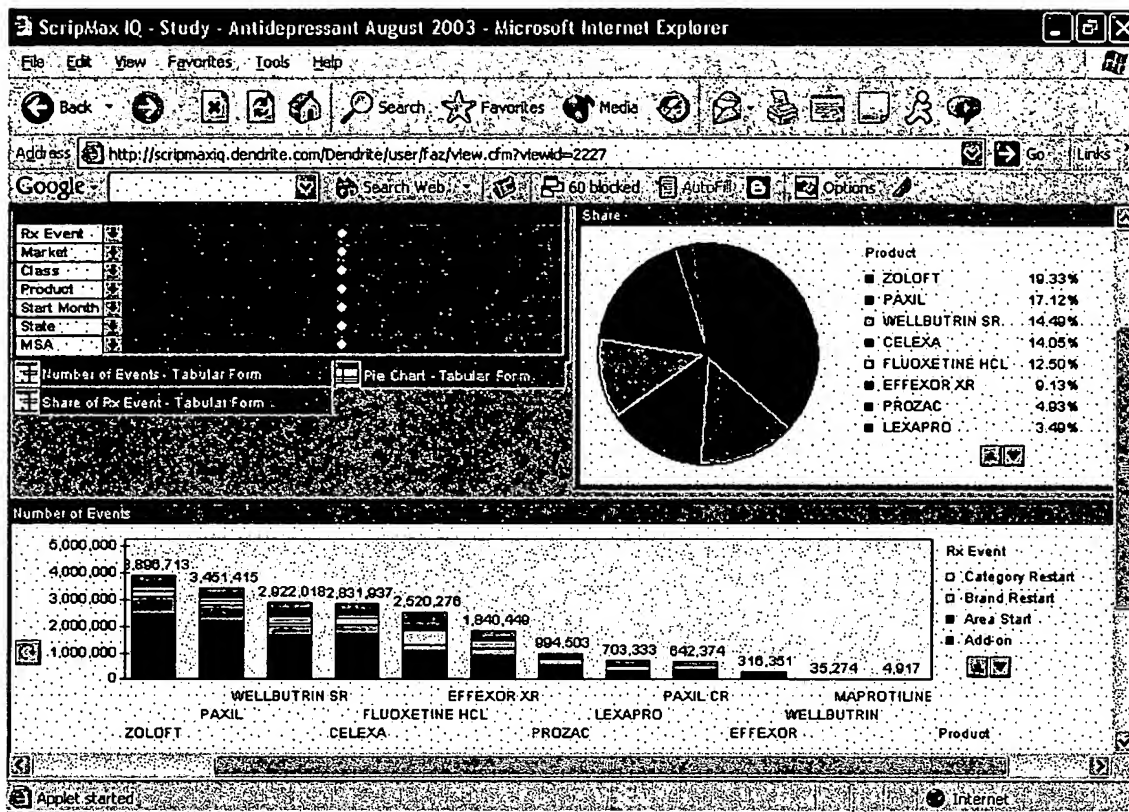 ScripMax IQ - Study - Antidepressant August 2003 - Microsoft Internet Explorer
File Edit View Favorites Tools Help
Back Search Favorites Media
Address http://scripmaxiq.dendrite.com/Dendrite/user/faz/view.cfm?viewid=2227 Go Links
Google Search Web 60 blocked AutoFill Options
Rx Event
Market
Class
Product
Start Month
State
MSA
Number of Events - Tabular Form
Pie Chart - Tabular Form
Share of Rx Event - Tabular Form
Share
Product
ZOLOFT 19.33%
PAXIL 17.12%
WELLBUTRIN SR 14.49%
CELEXA 14.05%
FLUOXETINE HCL 12.50%
EFFEXOR XR 9.13%
PROZAC 4.93%
LEXAPRO 3.49%
Number of Events
5,000,000
4,000,000
3,000,000
2,000,000
1,000,000
0
3,896,713
3,451,415
2,922,018
2,831,937
2,520,276
1,840,449
994,503
703,333
642,374
316,351
35,274
4,917
WELLBUTRIN SR EFFEXOR XR PAXIL CR MAPROTILINE
PAXIL FLUOXETINE HCL LEXAPRO WELLBUTRIN
ZOLOFT CELEXA PROZAC EFFEXOR Product
Rx Event
Category Restart
Brand Restart
Area Start
Add-on
Applet started Internet